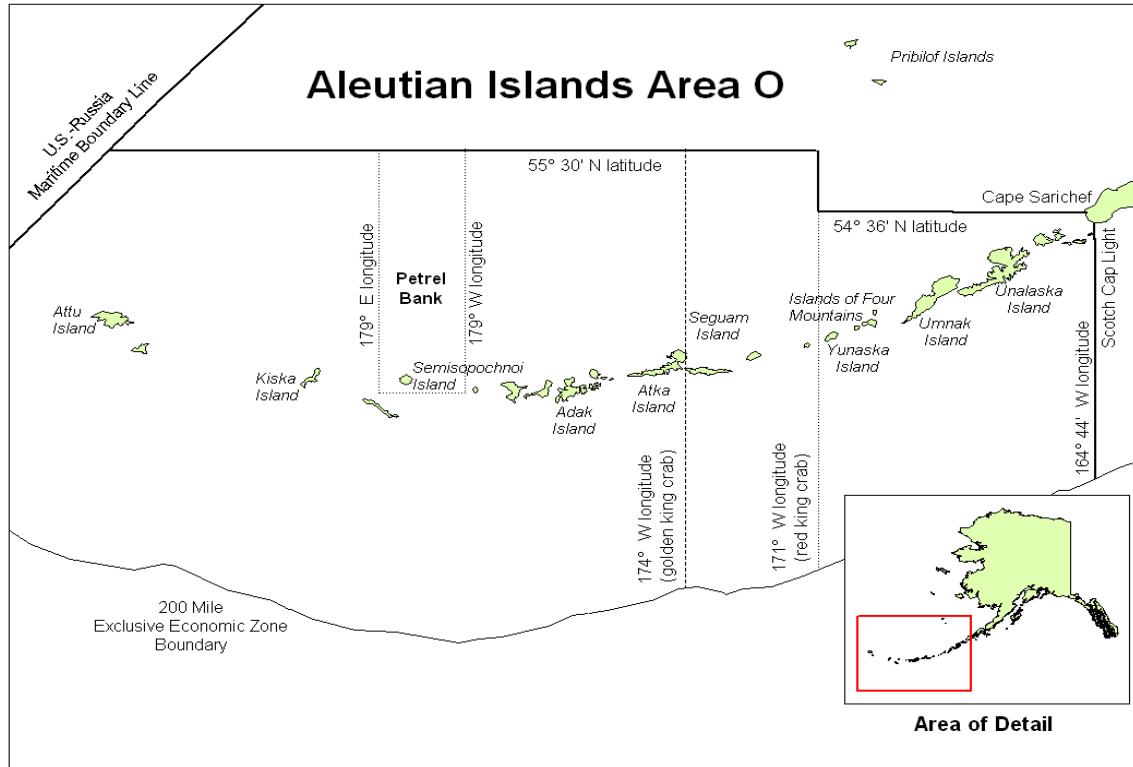 Aleutian Islands Area O
Pribilof Islands
U.S.-Russia
Maritime Boundary Line
55° 30' N latitude
Cape Sarichef
54° 36' N latitude
179° E longitude
Petrel
Bank
179° W longitude
Attu
Island
Kiska
Island
Semisopochnoi
Island
Adak
Island
Atka
Island
Seguam
Island
Islands of Four
Mountains
Yunaska
Island
Umnak
Island
Unalaska
Island
Scotch Cap Light
164° 44' W longitude
174° W longitude
(golden king crab)
171° W longitude
(red king crab)
200 Mile
Exclusive Economic Zone
Boundary
Area of Detail